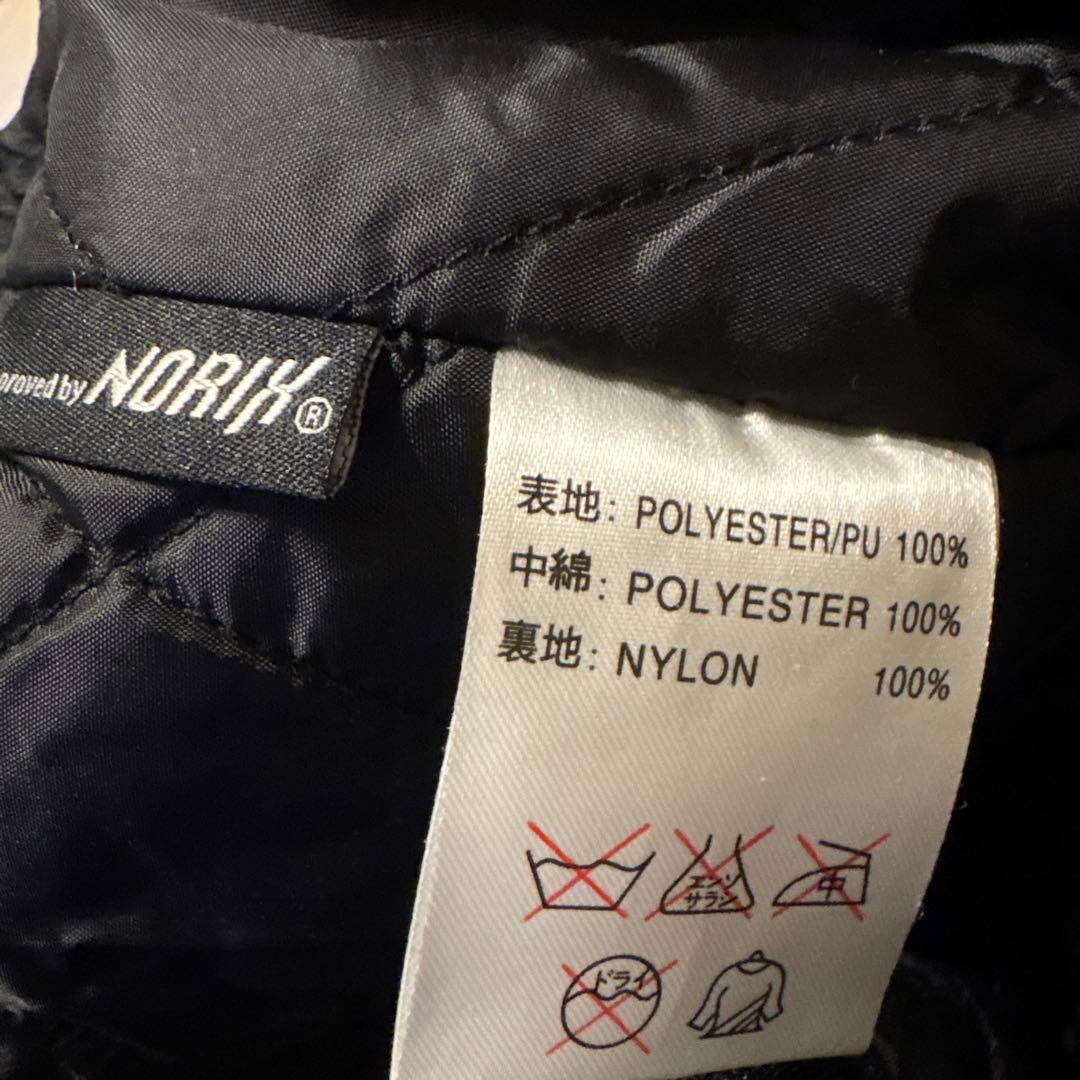 by NORIX®
表地: POLYESTER/PU 100%
中綿: POLYESTER 100%
裏地: NYLON 100%
エンソ
サラシ
中
ドライ